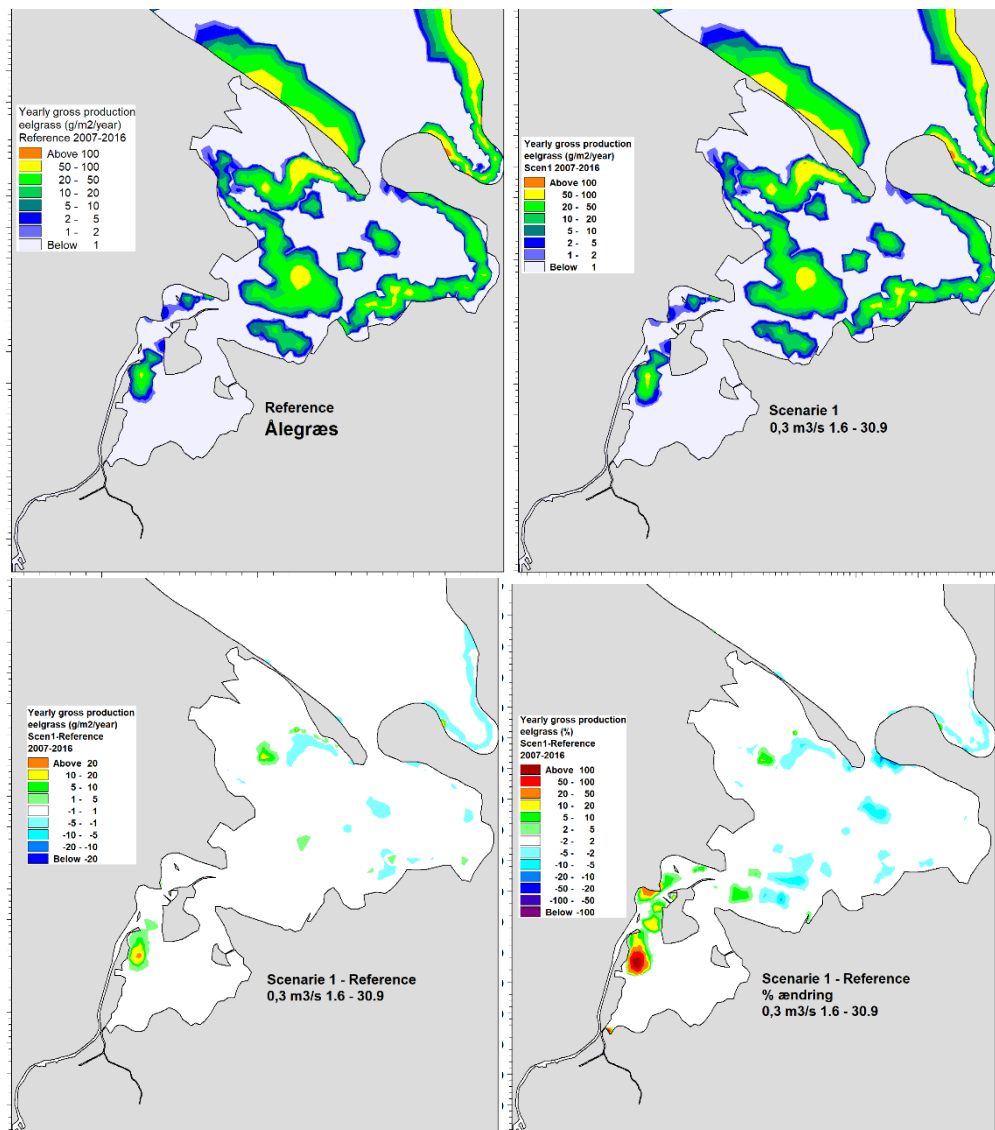 Yearly gross production
eelgrass (g/m2/year)
Reference 2007-2016
Above 100
50 - 100
20 - 50
10 - 20
5 - 10
2 - 5
1 - 2
Below 1
Reference
Ålegræs
Yearly gross production
eelgrass (g/m2/year)
Scen1 2007-2016
Above 100
50 - 100
20 - 50
10 - 20
5 - 10
2 - 5
1 - 2
Below 1
Scenarie 1
0,3 m3/s 1.6 - 30.9
Yearly gross production
eelgrass (g/m2/year)
Scen1-Reference
2007-2016
Above 20
10 - 20
5 - 10
1 - 5
-1 - 1
-5 - -1
-10 - -5
-20 - -10
Below -20
Scenarie 1 - Reference
0,3 m3/s 1.6 - 30.9
Yearly gross production
eelgrass (%)
Scen1-Reference
2007-2016
Above 100
50 - 100
20 - 50
10 - 20
5 - 10
2 - 5
-2 - 2
-5 - -2
-10 - -5
-20 - -10
-50 - -20
-100 - -50
Below -100
Scenarie 1 - Reference
% ændring
0,3 m3/s 1.6 - 30.9